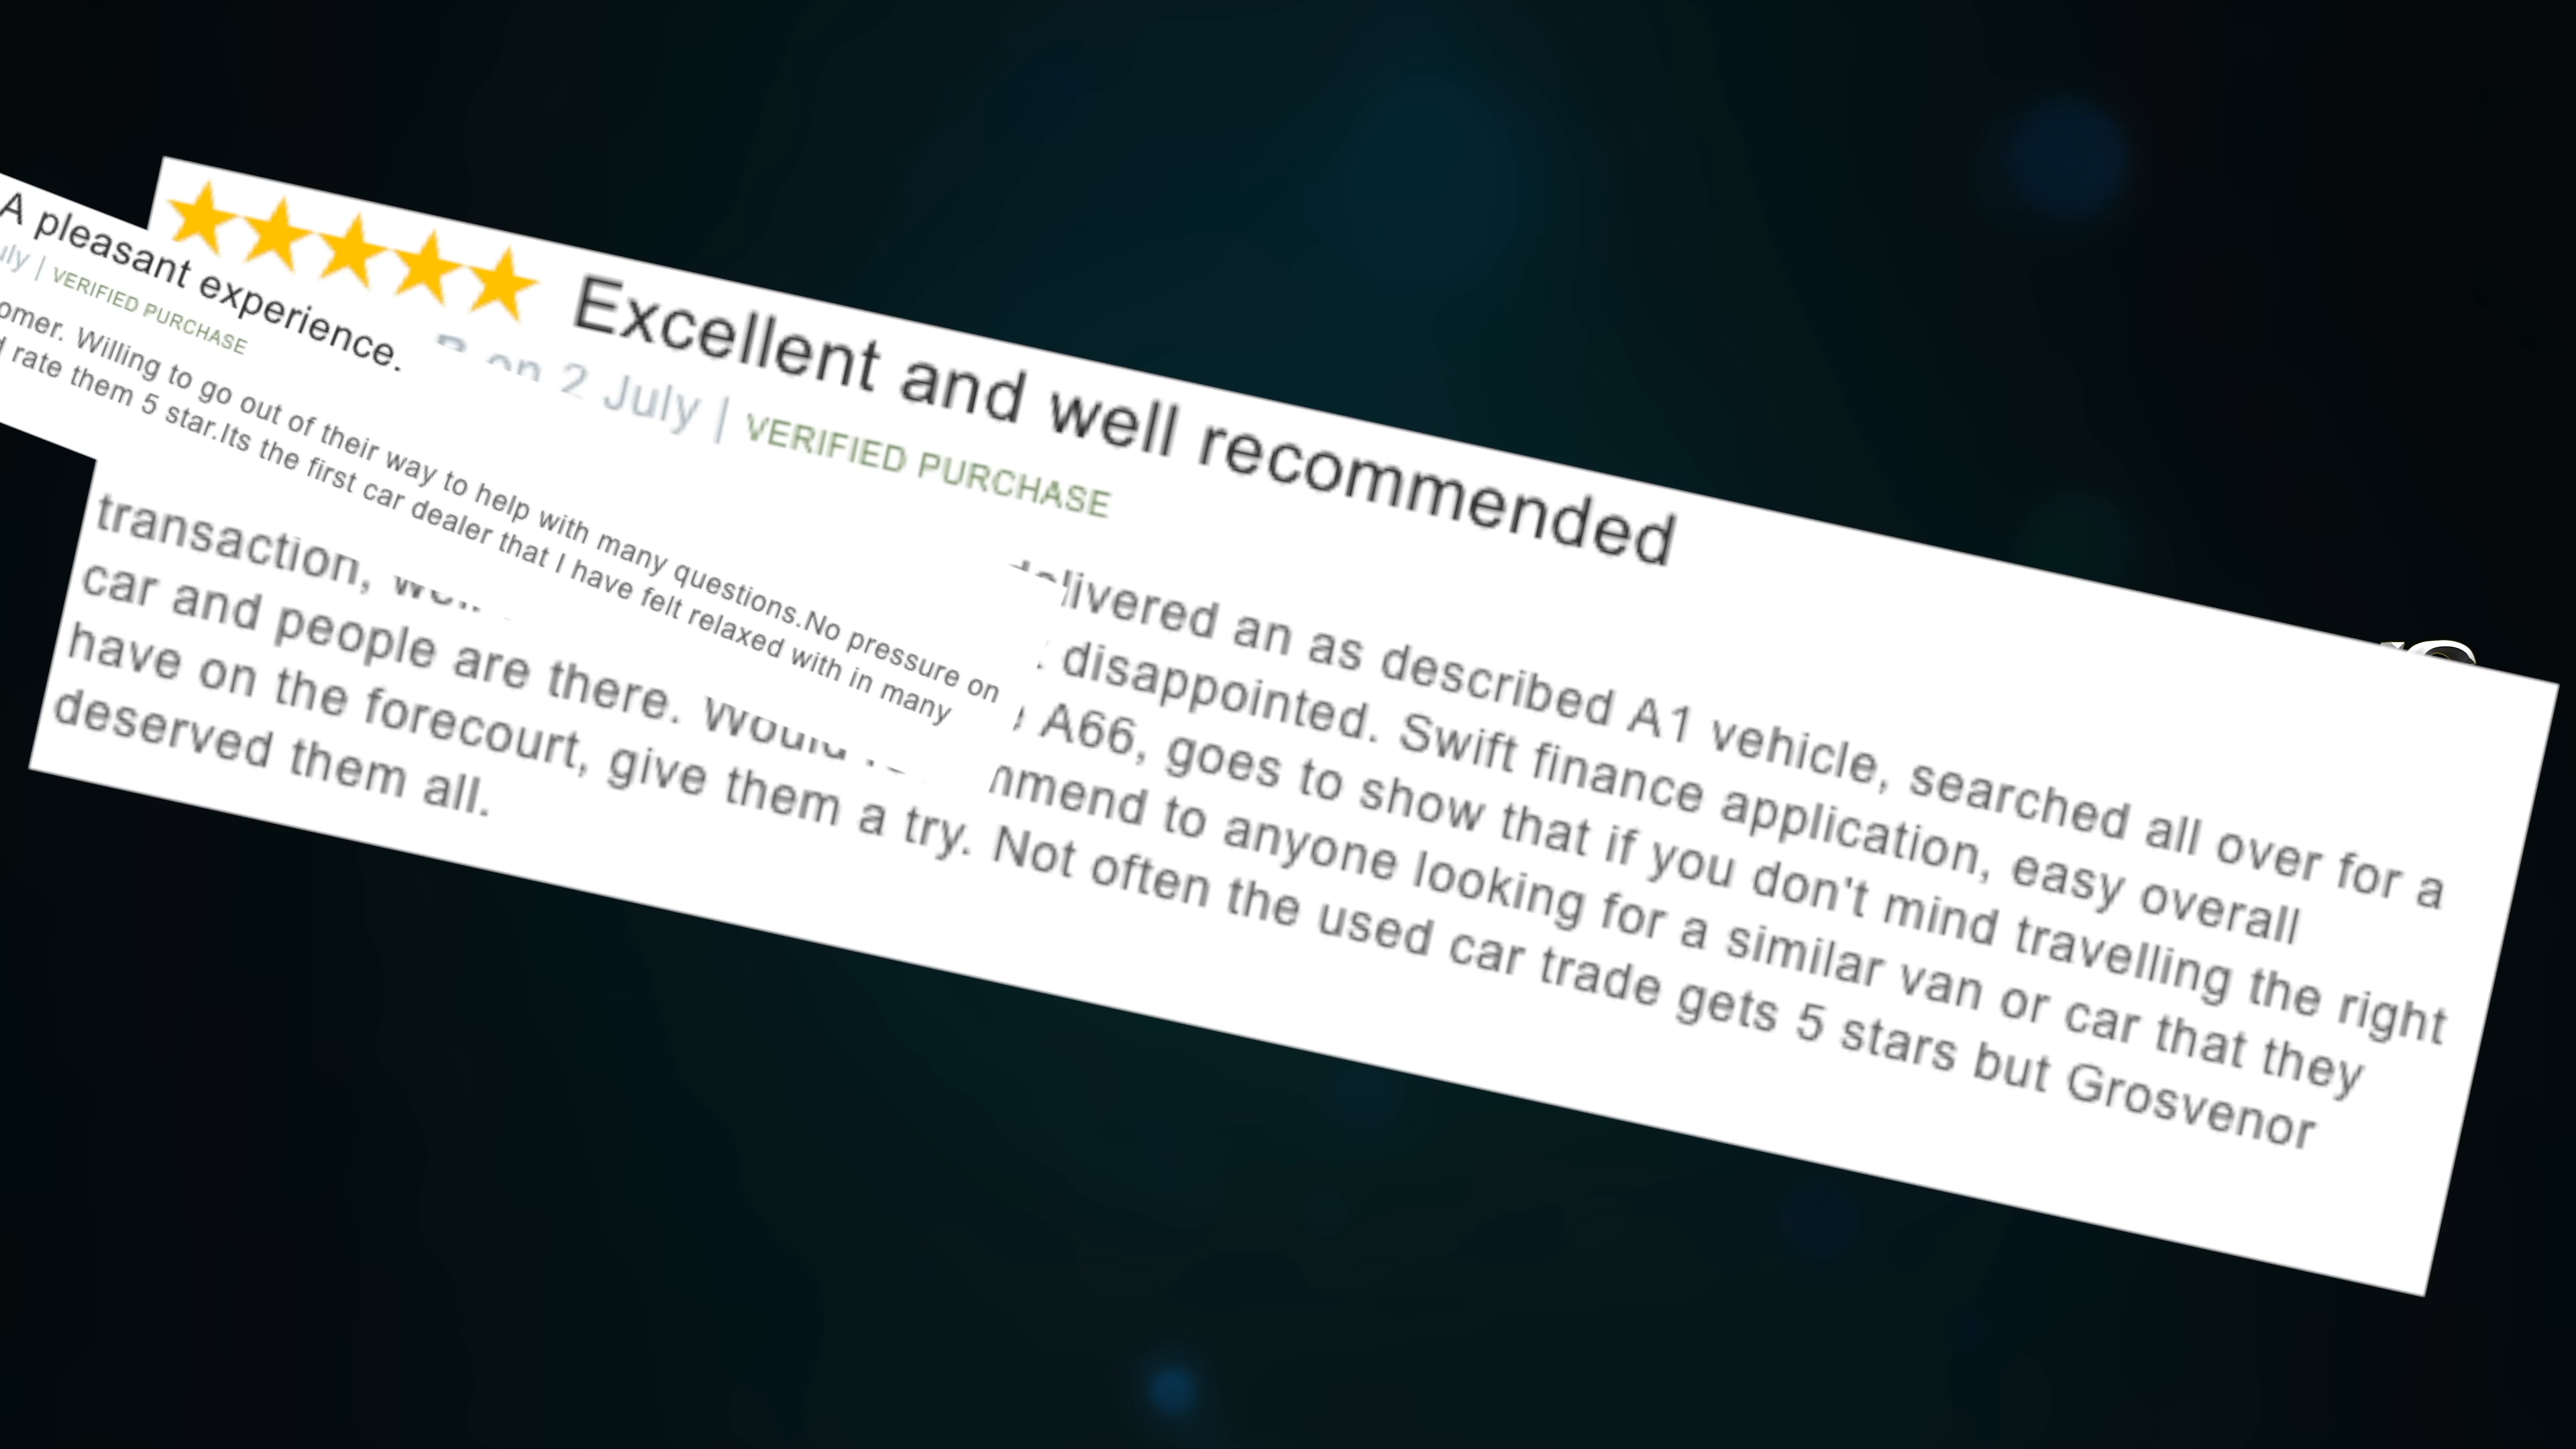 A pleasant experience.
July | VERIFIED PURCHASE
Willing to go out of their way to help with many questions.No pressure on
rate them 5 star.Its the first car dealer that I have felt relaxed with in many
Excellent and well recommended
on 2 July | VERIFIED PURCHASE
delivered an as described A1 vehicle, searched all over for a
disappointed. Swift finance application, easy overall
transaction, A66, goes to show that if you don't mind travelling the right
car and people are there. Would recommend to anyone looking for a similar van or car that they
have on the forecourt, give them a try. Not often the used car trade gets 5 stars but Grosvenor
deserved them all.